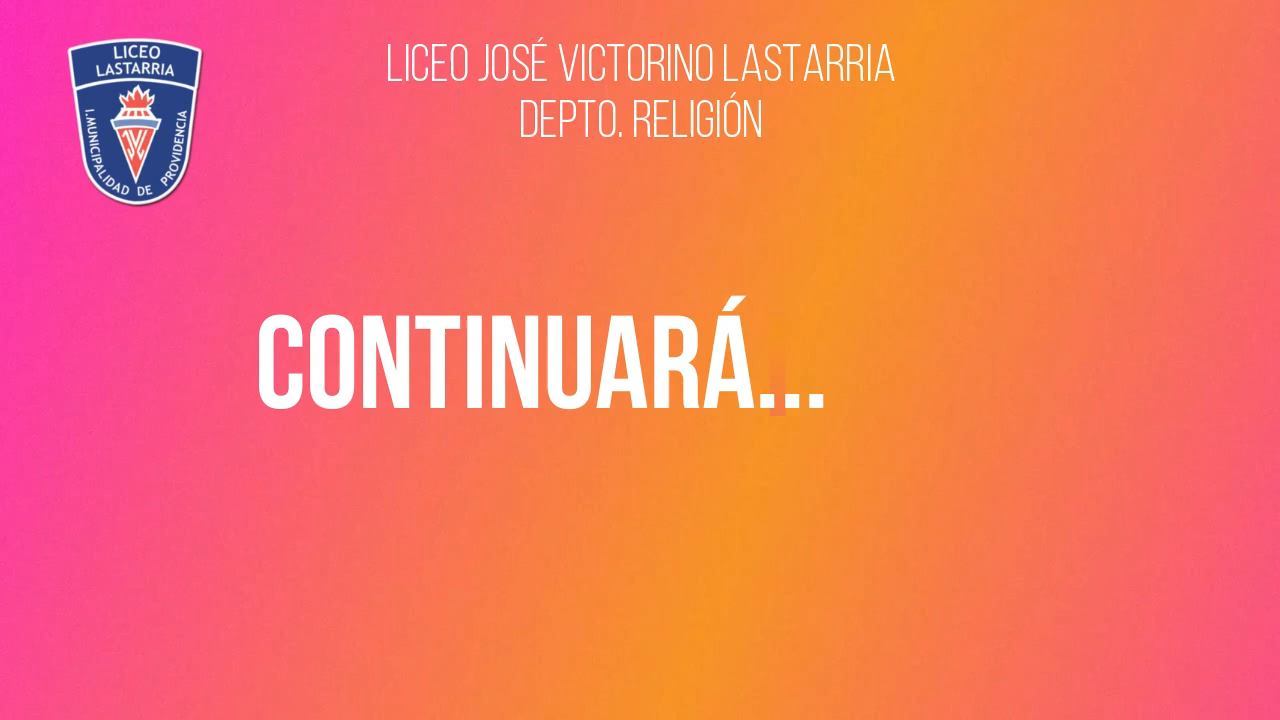 LICEO
LASTARRIA
I. MUNICIPALIDAD DE PROVIDENCIA
LICEO JOSÉ VICTORINO LASTARRIA
DEPTO. RELIGIÓN
CONTINUARÁ...